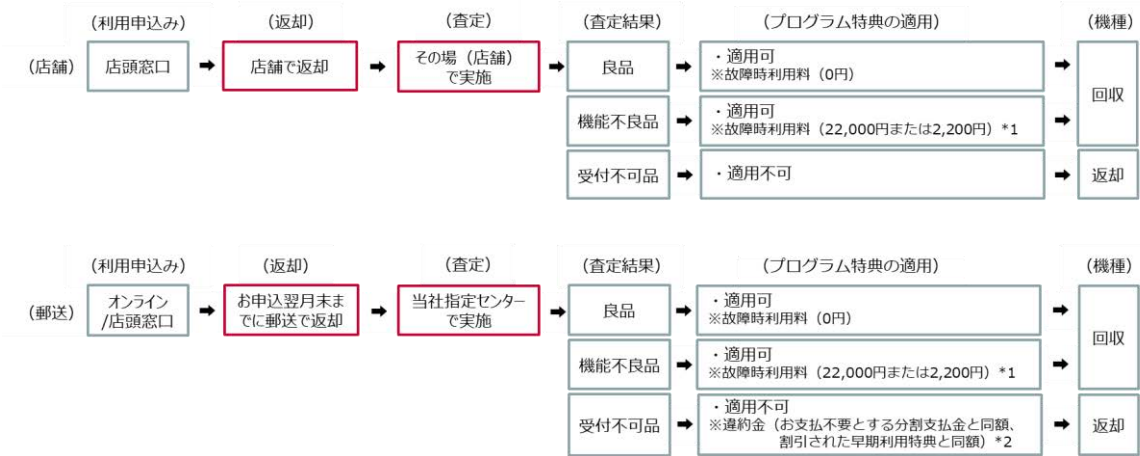 (利用申込み) (返却) (査定) (査定結果) (プログラム特典の適用) (機種)
(店舗) 店頭窓口 ➡ 店舗で返却 ➡ その場（店舗）
で実施 ➡ 良品 ➡ ・適用可
※故障時利用料（0円） ➡ 回収
機能不良品 ➡ ・適用可
※故障時利用料（22,000円または2,200円）*1 ➡
受付不可品 ➡ ・適用不可 ➡ 返却
(利用申込み) (返却) (査定) (査定結果) (プログラム特典の適用) (機種)
(郵送) オンライン
/店頭窓口 ➡ お申込翌月末ま
でに郵送で返却 ➡ 当社指定センター
で実施 ➡ 良品 ➡ ・適用可
※故障時利用料（0円） ➡ 回収
機能不良品 ➡ ・適用可
※故障時利用料（22,000円または2,200円）*1 ➡
受付不可品 ➡ ・適用不可
※違約金（お支払不要とする分割支払金と同額、
割引された早期利用特典と同額）*2 ➡ 返却